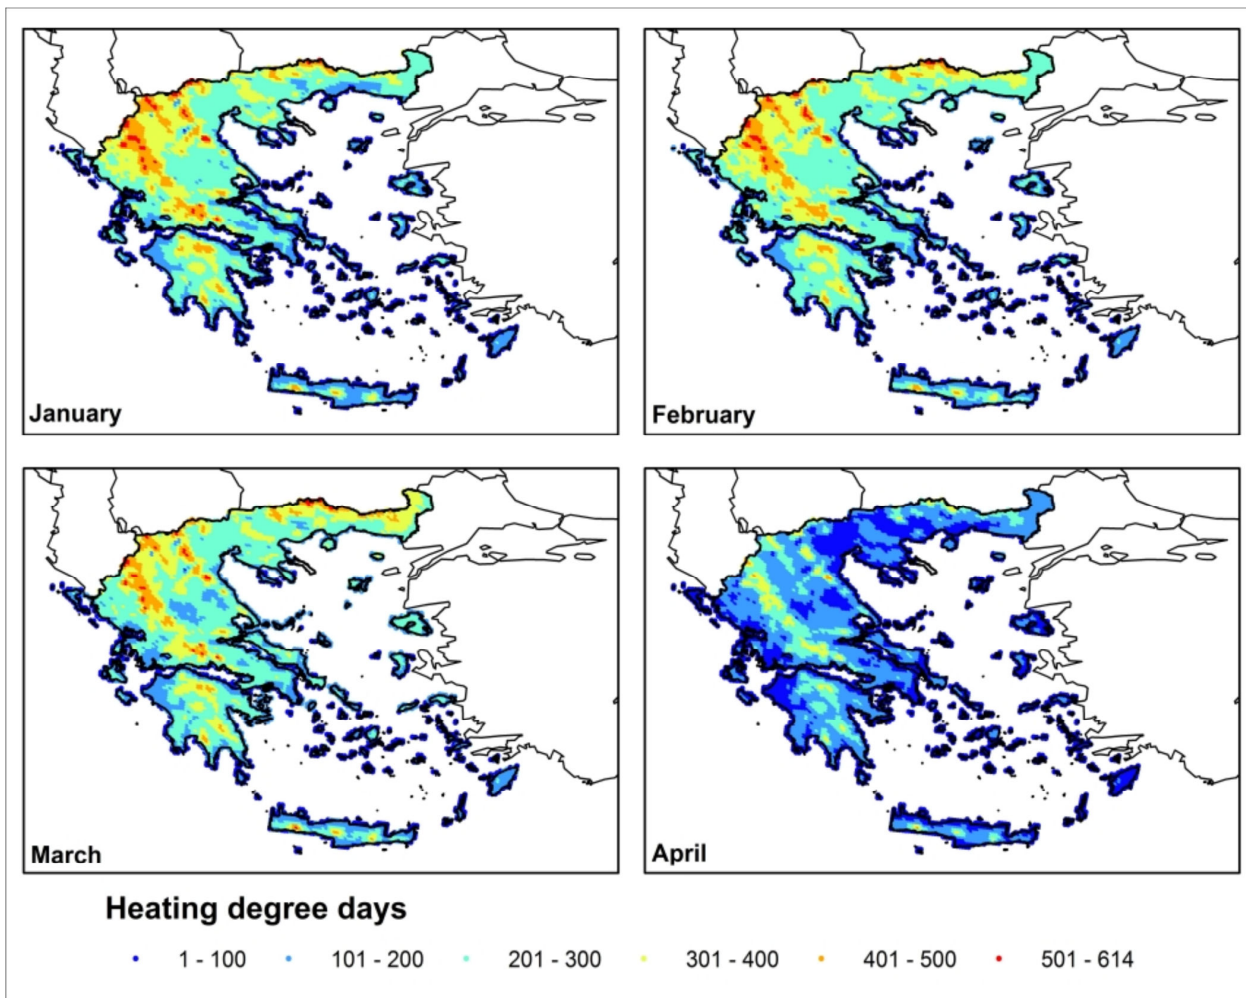 January
February
March
April
Heating degree days
1 - 100
101 - 200
201 - 300
301 - 400
401 - 500
501 - 614